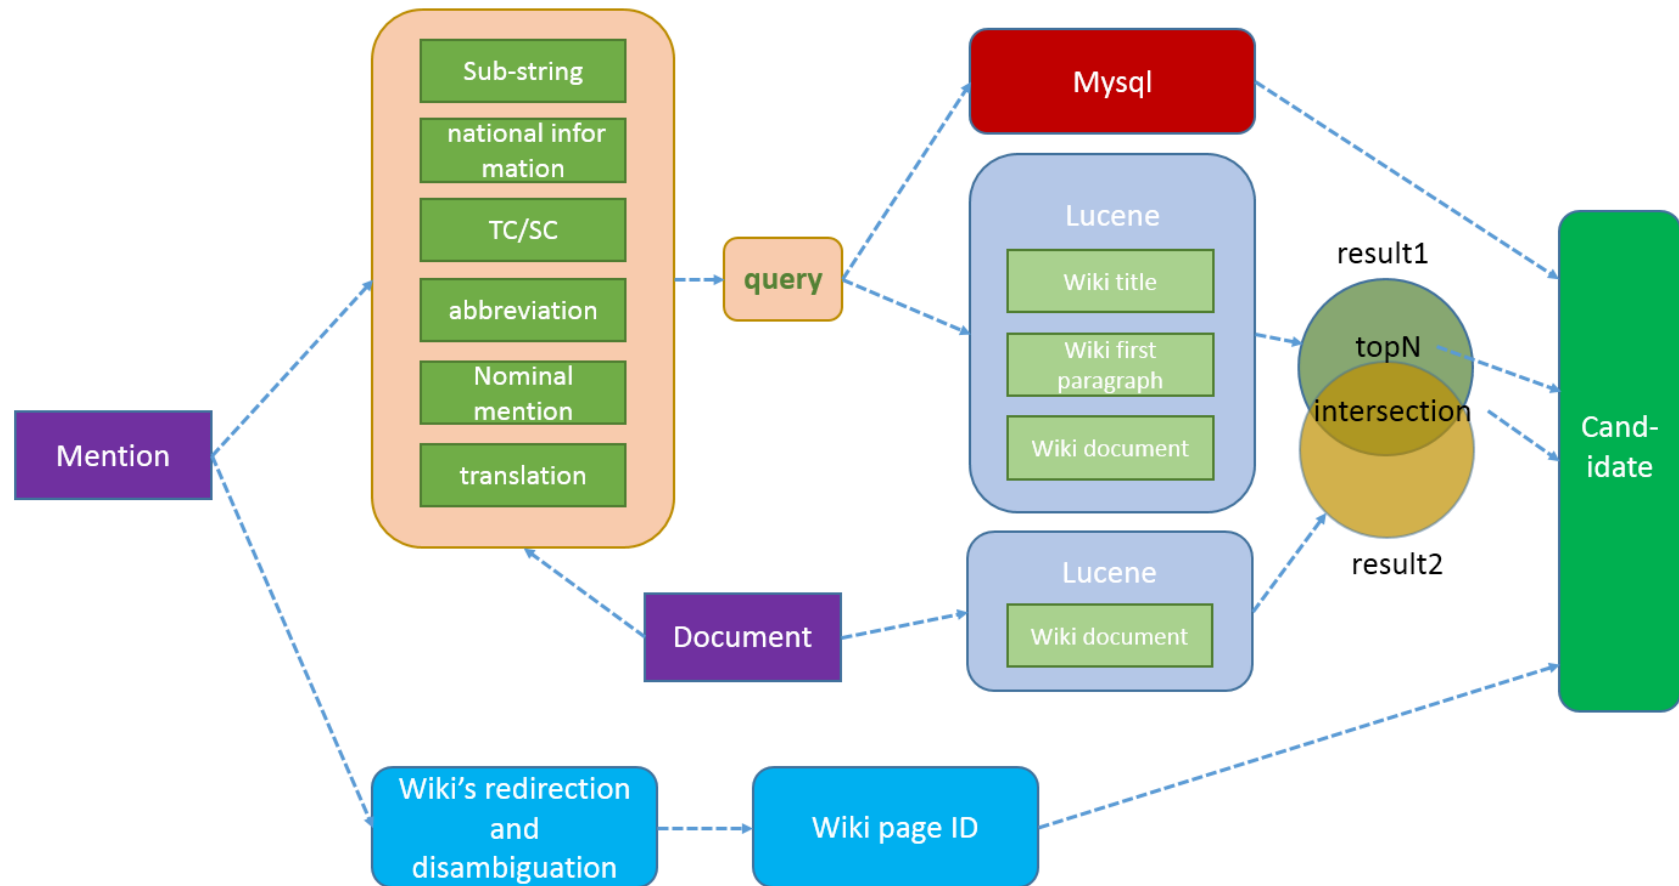 Sub-string
national infor
mation
TC/SC
abbreviation
Nominal
mention
translation
Mention
query
Mysql
Lucene
Wiki title
Wiki first
paragraph
Wiki document
result1
topN
intersection
result2
Cand-
idate
Document
Lucene
Wiki document
Wiki’s redirection
and
disambiguation
Wiki page ID